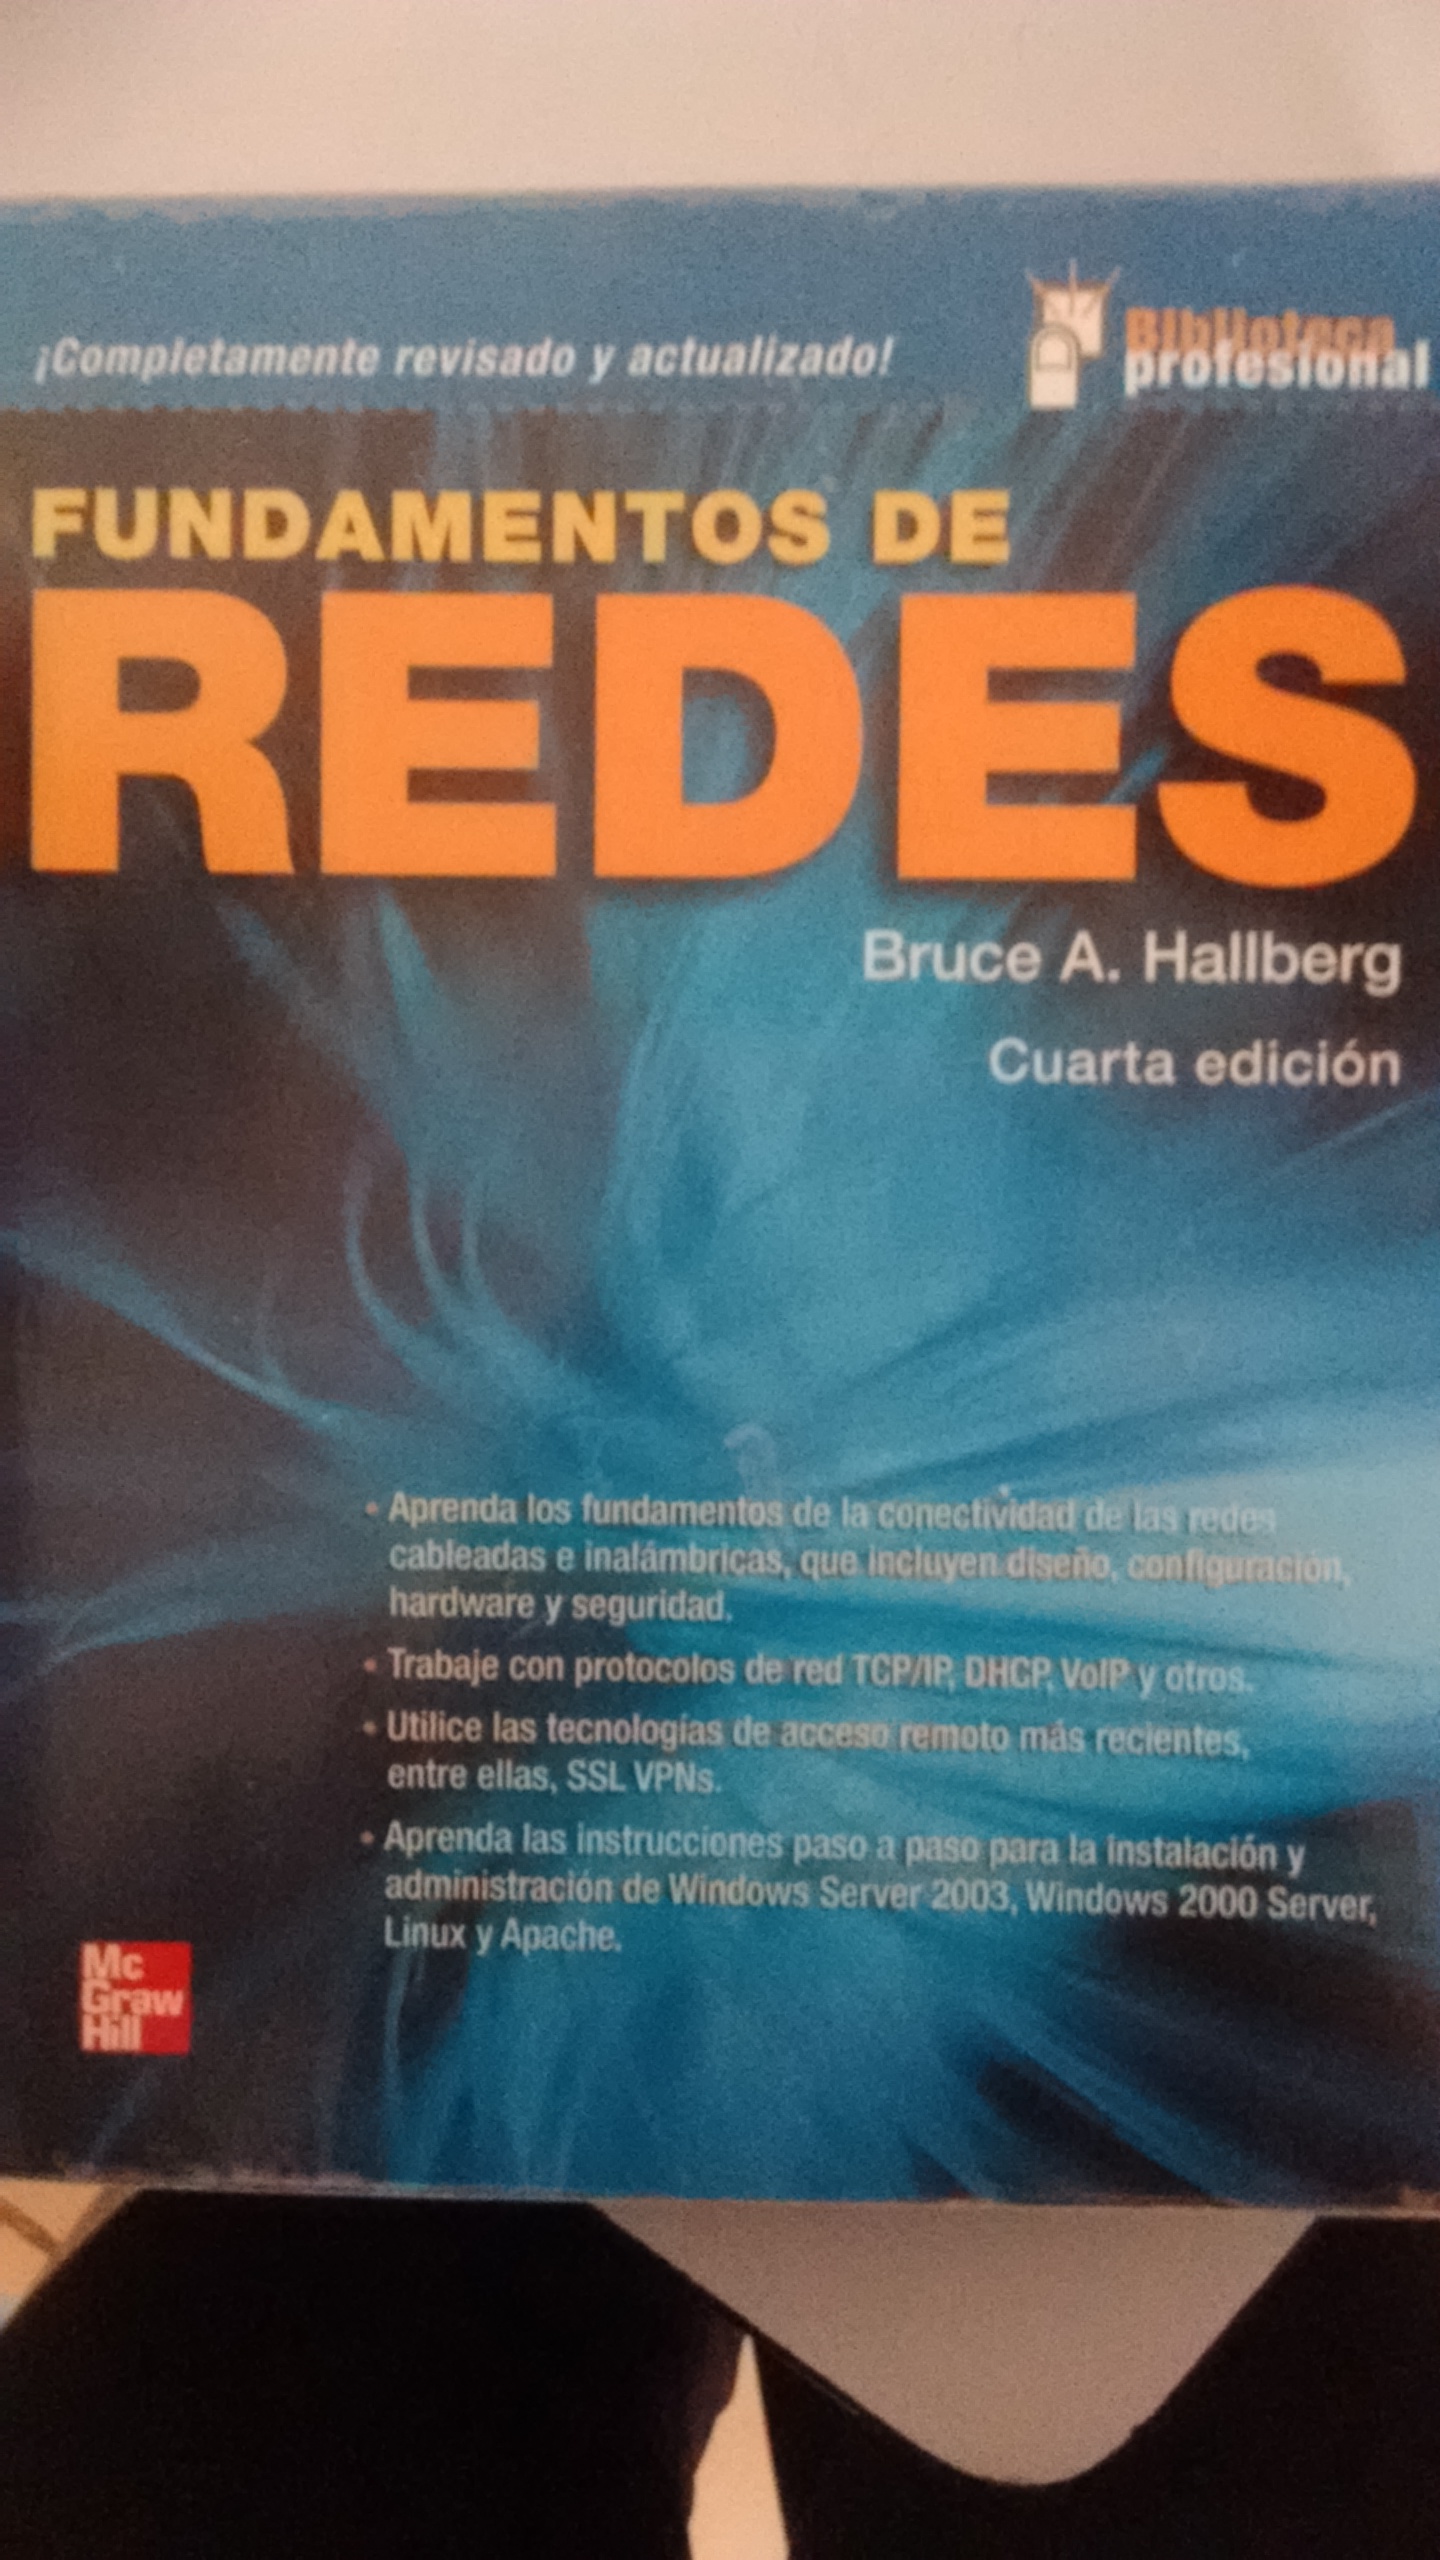 ¡Completamente revisado y actualizado!
Biblioteca
profesional
FUNDAMENTOS DE
REDES
Bruce A. Hallberg
Cuarta edición
• Aprenda los fundamentos de la conectividad de las redes
cableadas e inalámbricas, que incluyen diseño, configuración,
hardware y seguridad.
• Trabaje con protocolos de red TCP/IP, DHCP, VoIP y otros.
• Utilice las tecnologías de acceso remoto más recientes,
entre ellas, SSL VPNs.
• Aprenda las instrucciones paso a paso para la instalación y
administración de Windows Server 2003, Windows 2000 Server,
Linux y Apache.
Mc
Graw
Hill